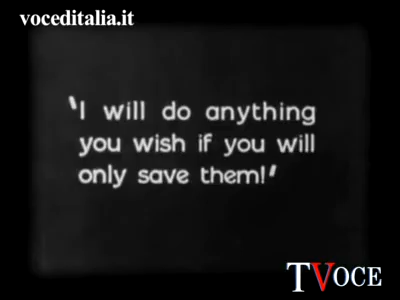 voceditalia.it
'I will do anything
you wish if you will
only save them!'
TVOCE